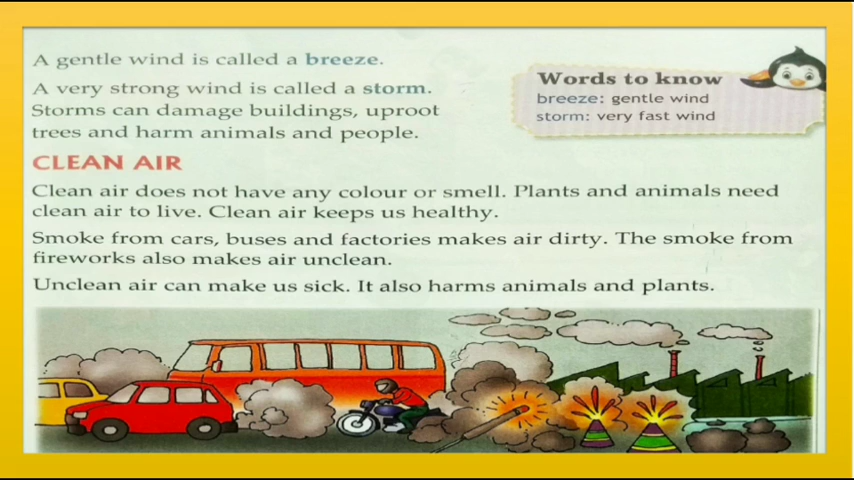 A gentle wind is called a breeze.
A very strong wind is called a storm.
Storms can damage buildings, uproot
trees and harm animals and people.
Words to know
breeze: gentle wind
storm: very fast wind
CLEAN AIR
Clean air does not have any colour or smell. Plants and animals need
clean air to live. Clean air keeps us healthy.
Smoke from cars, buses and factories makes air dirty. The smoke from
fireworks also makes air unclean.
Unclean air can make us sick. It also harms animals and plants.